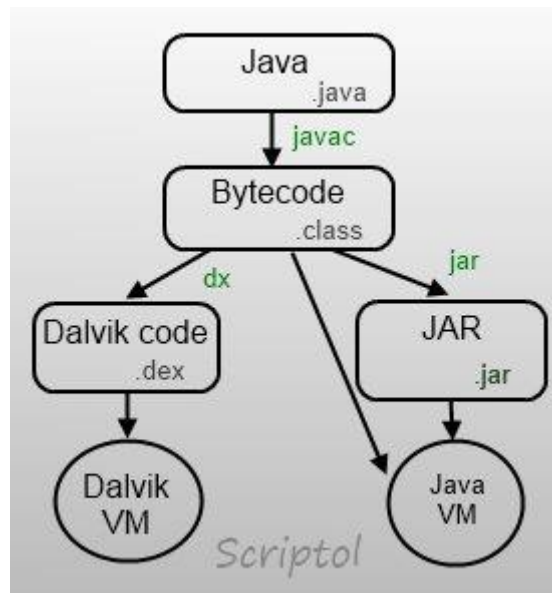 Java
.java
javac
Bytecode
.class
dx
jar
Dalvik code
.dex
JAR
.jar
Dalvik
VM
Java
VM
Scriptol